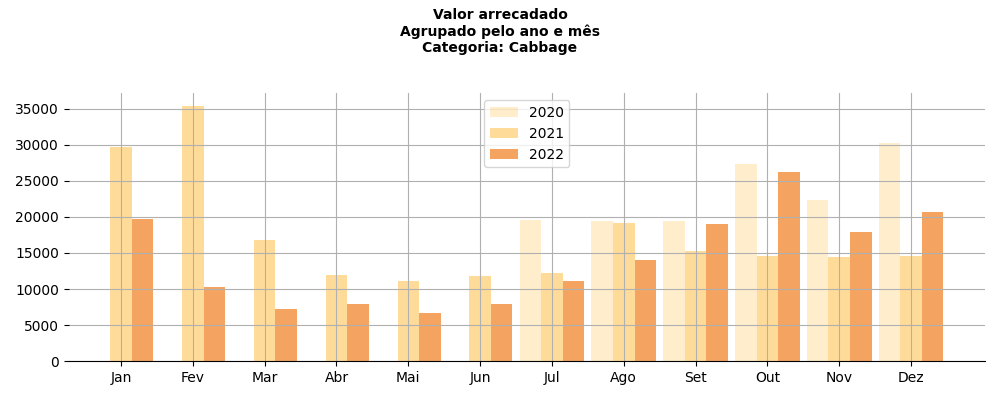 Valor arrecadado
Agrupado pelo ano e mês
Categoria: Cabbage
35000
30000
25000
20000
15000
10000
5000
0
2020
2021
2022
Jan Fev Mar Abr Mai Jun Jul Ago Set Out Nov Dez